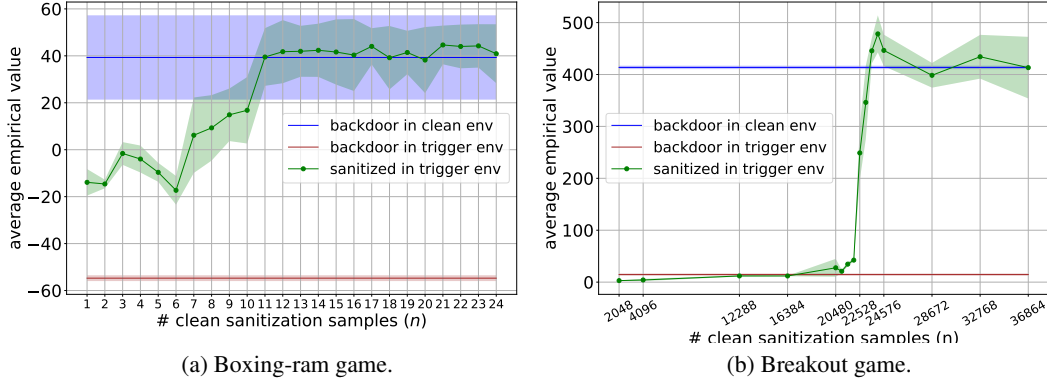 60
40
20
0
−20
−40
−60
average empirical value
backdoor in clean env
backdoor in trigger env
sanitized in trigger env
1 2 3 4 5 6 7 8 9 10 11 12 13 14 15 16 17 18 19 20 21 22 23 24
# clean sanitization samples (n)
(a) Boxing-ram game.
500
400
300
200
100
0
average empirical value
backdoor in clean env
backdoor in trigger env
sanitized in trigger env
2048 4096 12288 16384 20480 22528 24576 28672 32768 36864
# clean sanitization samples (n)
(b) Breakout game.